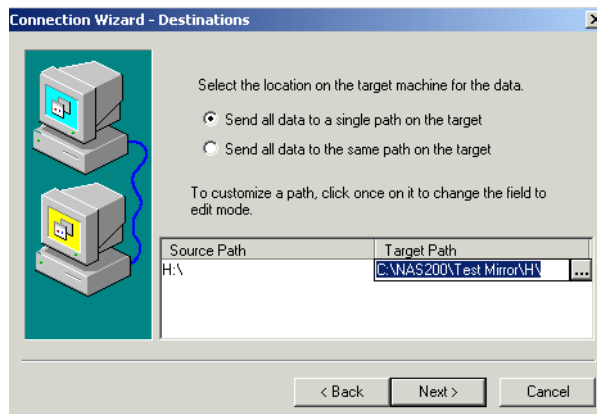 Connection Wizard - Destinations
Select the location on the target machine for the data.
Send all data to a single path on the target
Send all data to the same path on the target
To customize a path, click once on it to change the field to
edit mode.
Source Path Target Path
H:\ C:\NAS200\Test Mirror\H\ ...
< Back Next > Cancel